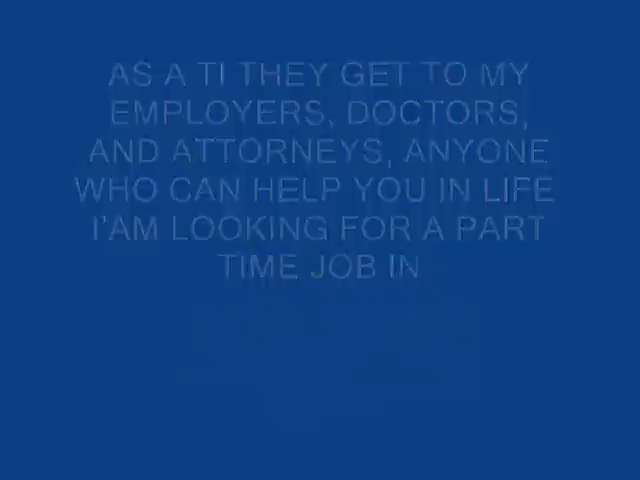 AS A TI THEY GET TO MY
EMPLOYERS, DOCTORS,
AND ATTORNEYS, ANYONE
WHO CAN HELP YOU IN LIFE
I'AM LOOKING FOR A PART
TIME JOB IN